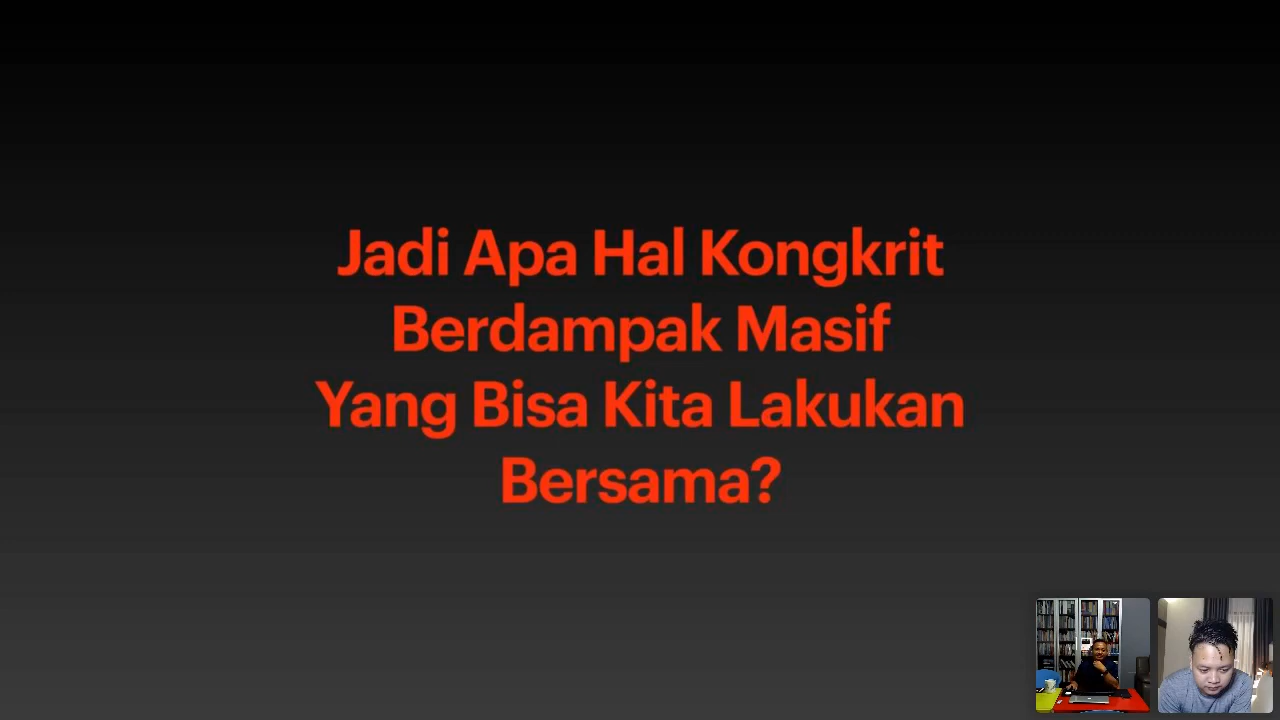 Jadi Apa Hal Kongkrit
Berdampak Masif
Yang Bisa Kita Lakukan
Bersama?